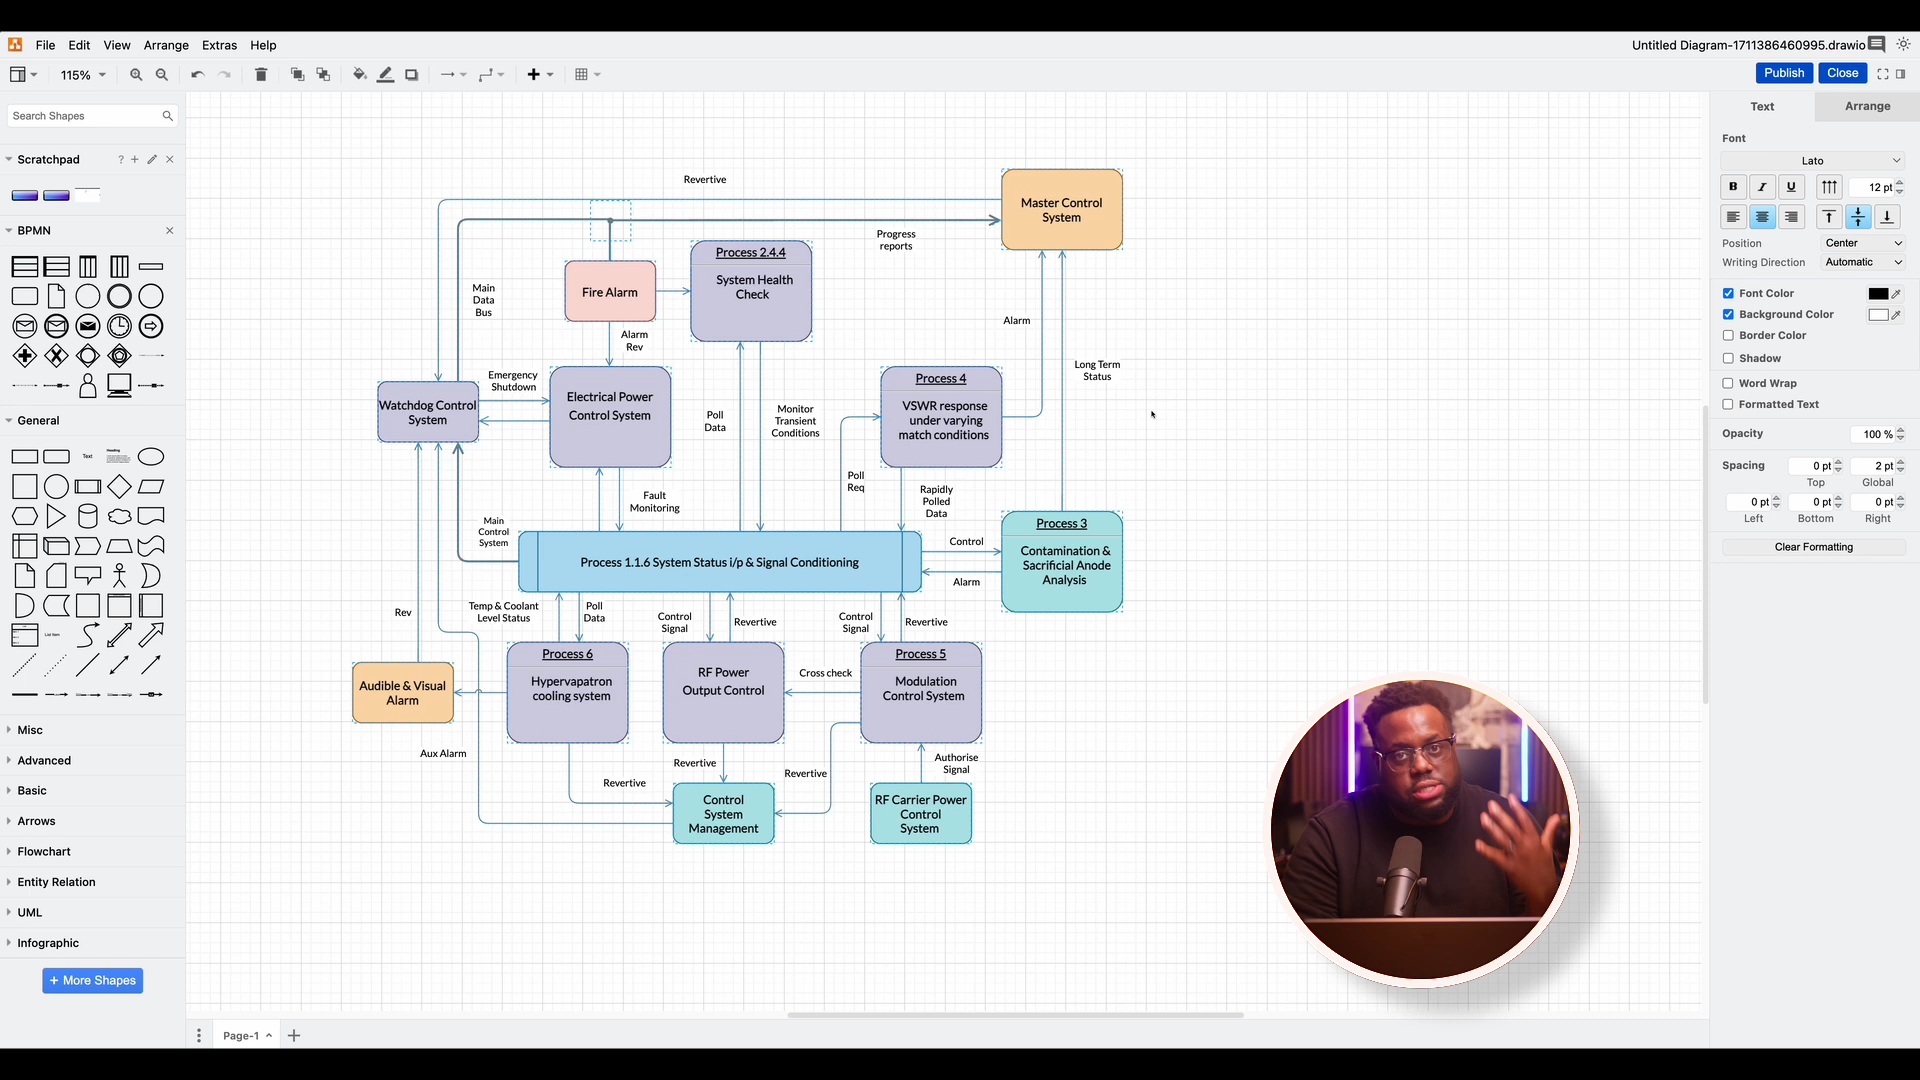 File Edit View Arrange Extras Help
Untitled Diagram-1711386460995.drawio
115%
Publish Close
Search Shapes
Scratchpad ?
BPMN
General
Text
Heading
List Item
Misc
Advanced
Basic
Arrows
Flowchart
Entity Relation
UML
Infographic
+ More Shapes
Revertive
Master Control
System
Progress
reports
Process 2.4.4
System Health
Check
Fire Alarm
Main
Data
Bus
Alarm
Rev
Alarm
Long Term
Status
Emergency
Shutdown
Electrical Power
Control System
Watchdog Control
System
Poll
Data
Monitor
Transient
Conditions
Process 4
VSWR response
under varying
match conditions
Poll
Req
Rapidly
Polled
Data
Fault
Monitoring
Main
Control
System
Process 1.1.6 System Status i/p & Signal Conditioning
Control
Alarm
Process 3
Contamination &
Sacrificial Anode
Analysis
Rev
Temp & Coolant
Level Status
Poll
Data
Control
Signal
Revertive
Control
Signal
Revertive
Process 6
Hypervapatron
cooling system
RF Power
Output Control
Cross check
Process 5
Modulation
Control System
Audible & Visual
Alarm
Aux Alarm
Revertive
Revertive
Revertive
Authorise
Signal
Control
System
Management
RF Carrier Power
Control
System
Page-1
Text Arrange
Font
Lato
B I U 12 pt
Position Center
Writing Direction Automatic
Font Color
Background Color
Border Color
Shadow
Word Wrap
Formatted Text
Opacity 100 %
Spacing 0 pt 2 pt
Top Global
0 pt 0 pt 0 pt
Left Bottom Right
Clear Formatting